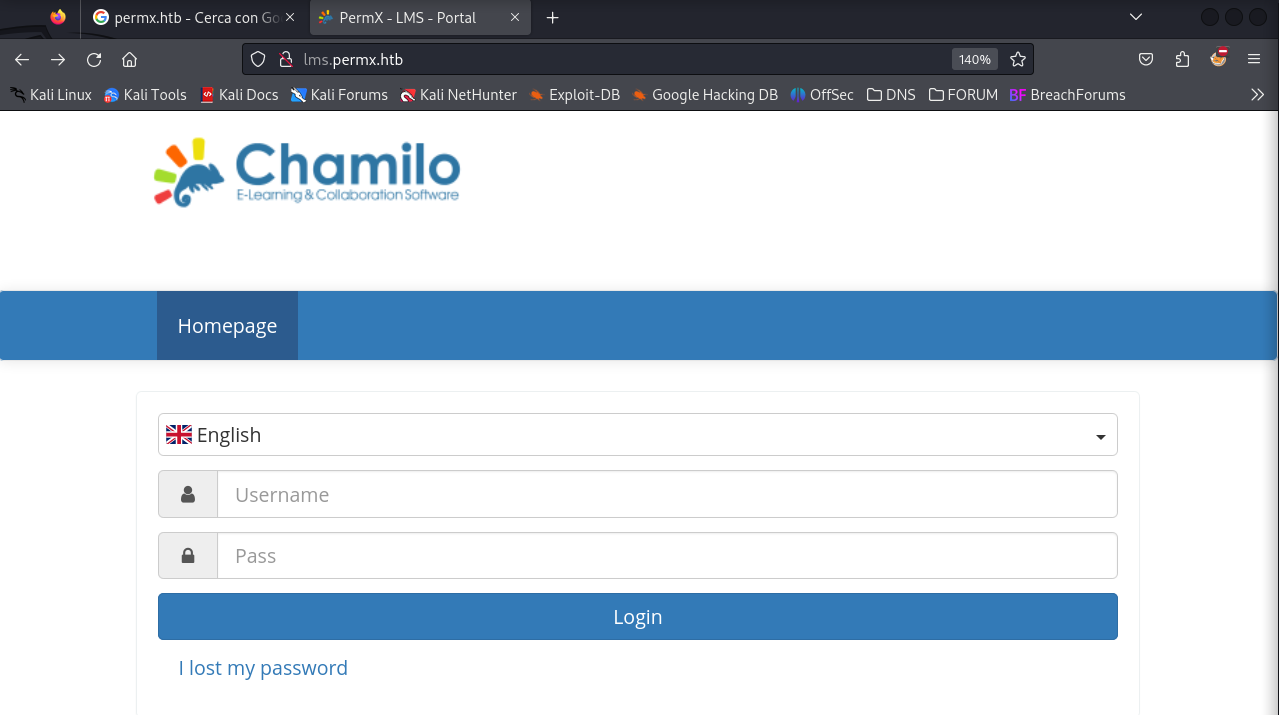 permx.htb - Cerca con Go
PermX - LMS - Portal
lms.permx.htb
140%
Kali Linux
Kali Tools
Kali Docs
Kali Forums
Kali NetHunter
Exploit-DB
Google Hacking DB
OffSec
DNS
FORUM
BF BreachForums
Chamilo
E-Learning & Collaboration Software
Homepage
English
Username
Pass
Login
I lost my password